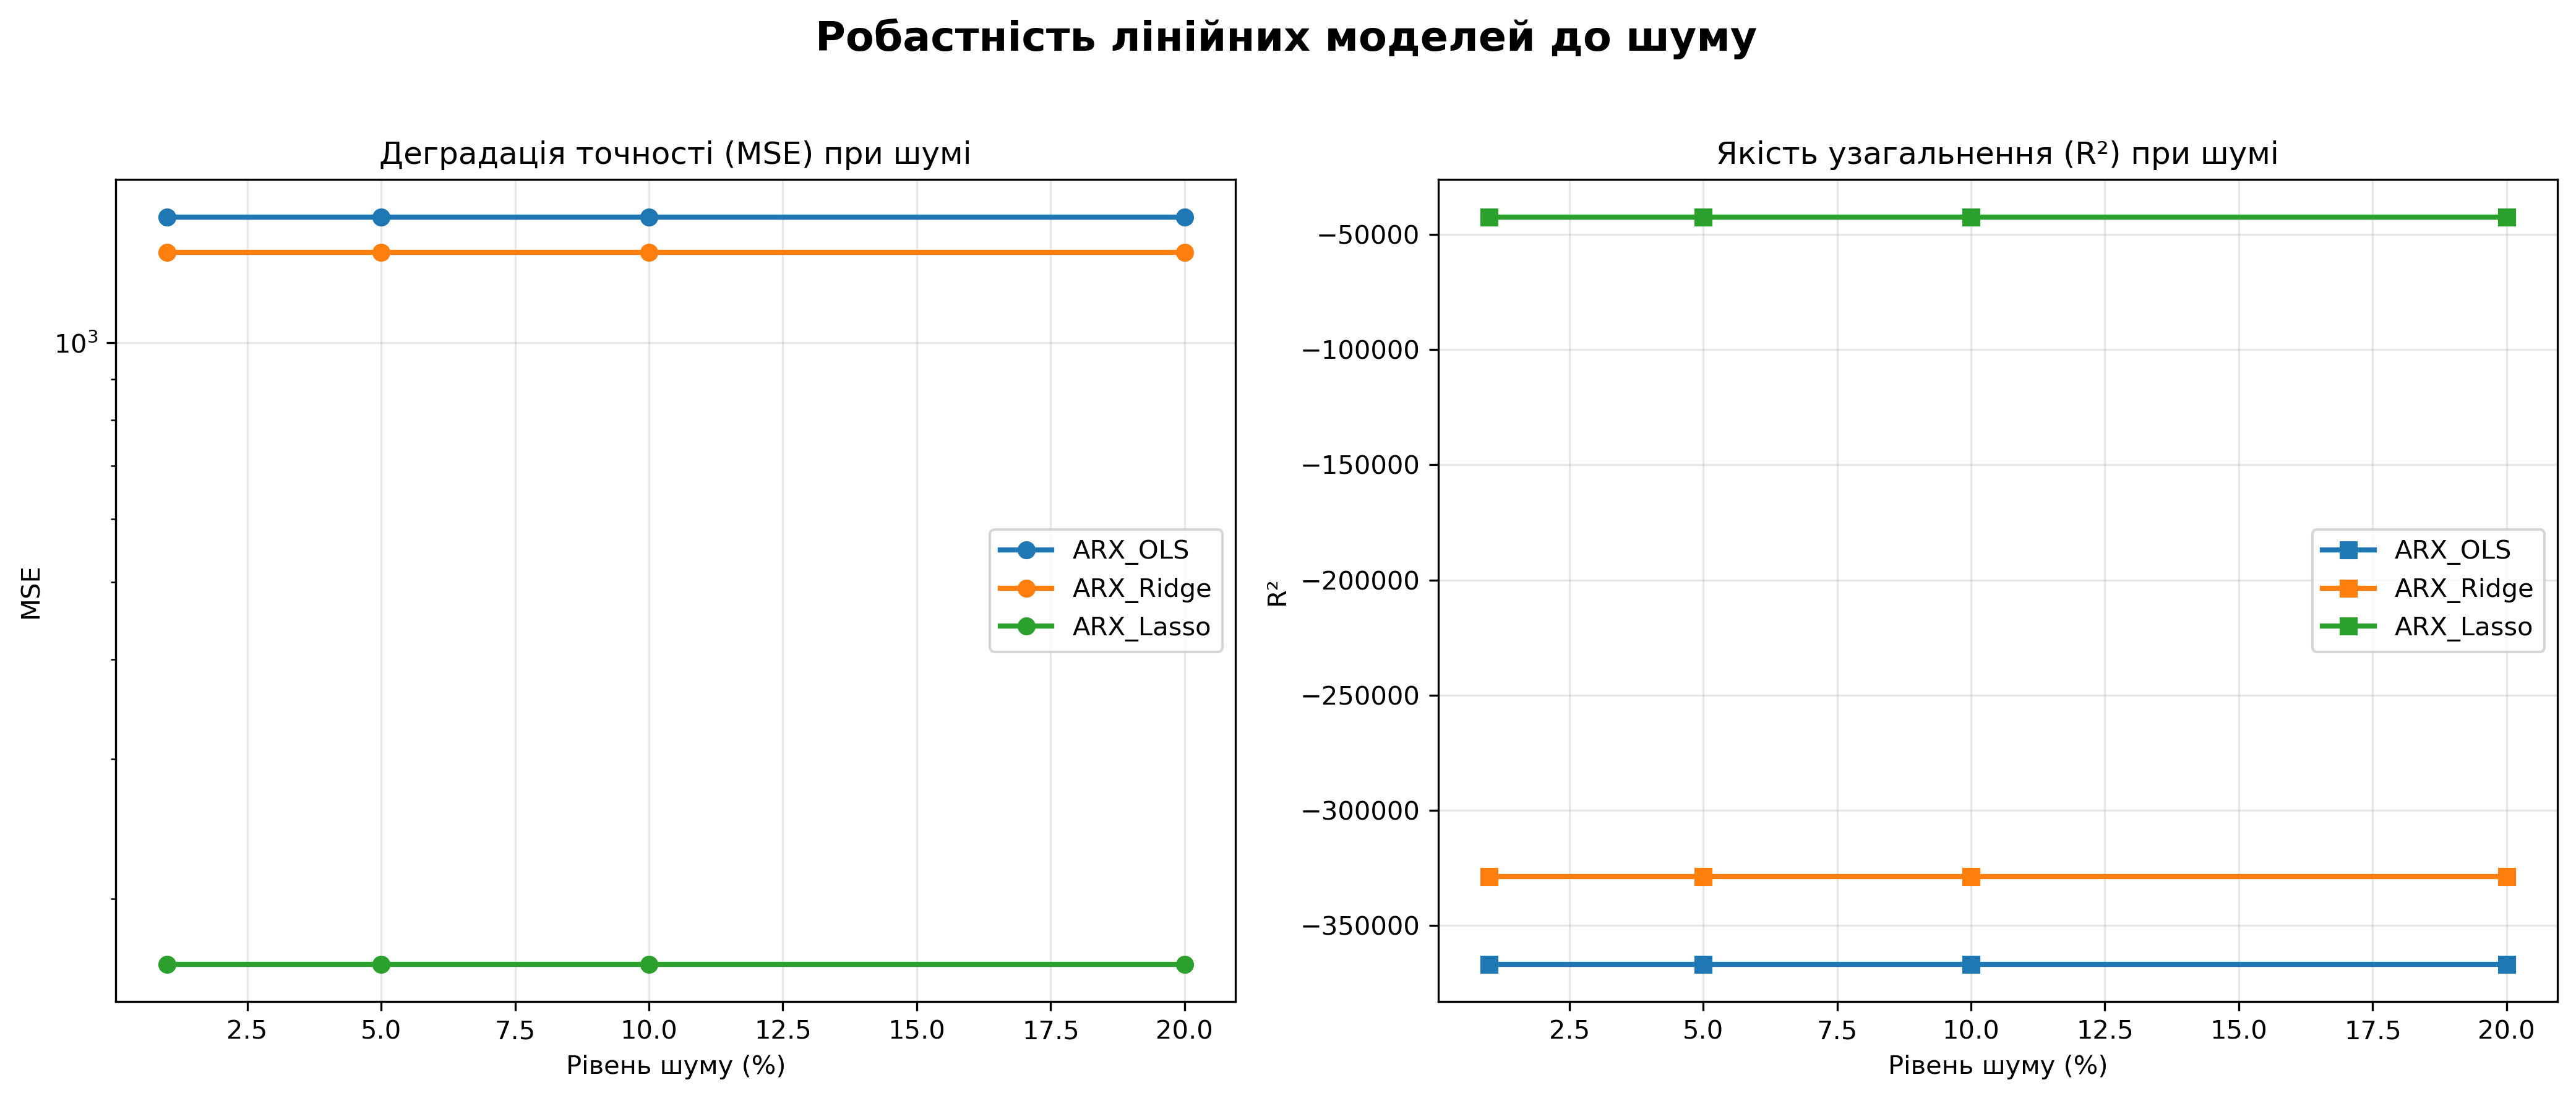 Робастність лінійних моделей до шуму
Деградація точності (MSE) при шумі
MSE
10³
ARX_OLS
ARX_Ridge
ARX_Lasso
2.5 5.0 7.5 10.0 12.5 15.0 17.5 20.0
Рівень шуму (%)
Якість узагальнення (R²) при шумі
R²
−50000
−100000
−150000
−200000
−250000
−300000
−350000
ARX_OLS
ARX_Ridge
ARX_Lasso
2.5 5.0 7.5 10.0 12.5 15.0 17.5 20.0
Рівень шуму (%)